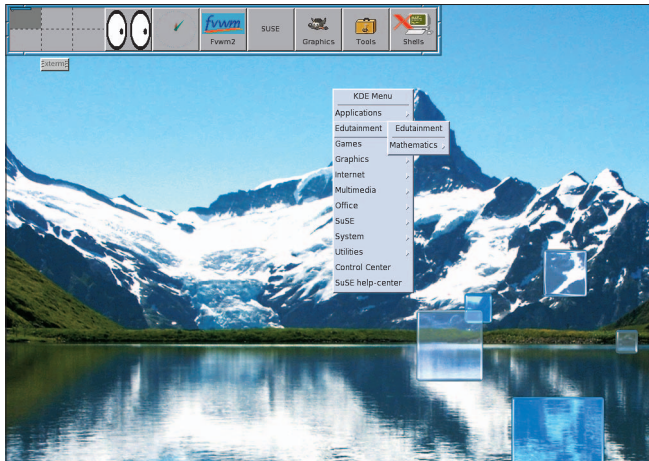 fvwm
Fvwm2
SUSE
Graphics
Tools
Shells
xterm
KDE Menu
Applications
Edutainment
Games
Graphics
Internet
Multimedia
Office
SuSE
System
Utilities
Control Center
SuSE help-center
Edutainment
Mathematics